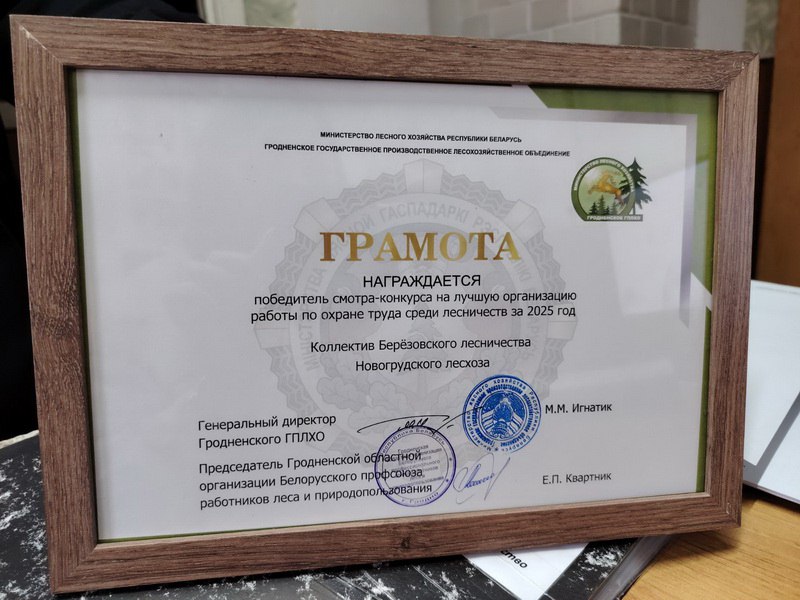 МИНИСТЕРСТВО ЛЕСНОГО ХОЗЯЙСТВА РЕСПУБЛИКИ БЕЛАРУСЬ
ГРОДНЕНСКОЕ ГОСУДАРСТВЕННОЕ ПРОИЗВОДСТВЕННОЕ ЛЕСОХОЗЯЙСТВЕННОЕ ОБЪЕДИНЕНИЕ
ГРОДНЕНСКОЕ ГПЛХО
ГРАМОТА
НАГРАЖДАЕТСЯ
победитель смотра-конкурса на лучшую организацию
работы по охране труда среди лесничеств за 2025 год
Коллектив Берёзовского лесничества
Новогрудского лесхоза
Генеральный директор
Гродненского ГПЛХО
М.М. Игнатик
Председатель Гродненской областной
организации Белорусского профсоюза
работников леса и природопользования
Е.П. Квартник